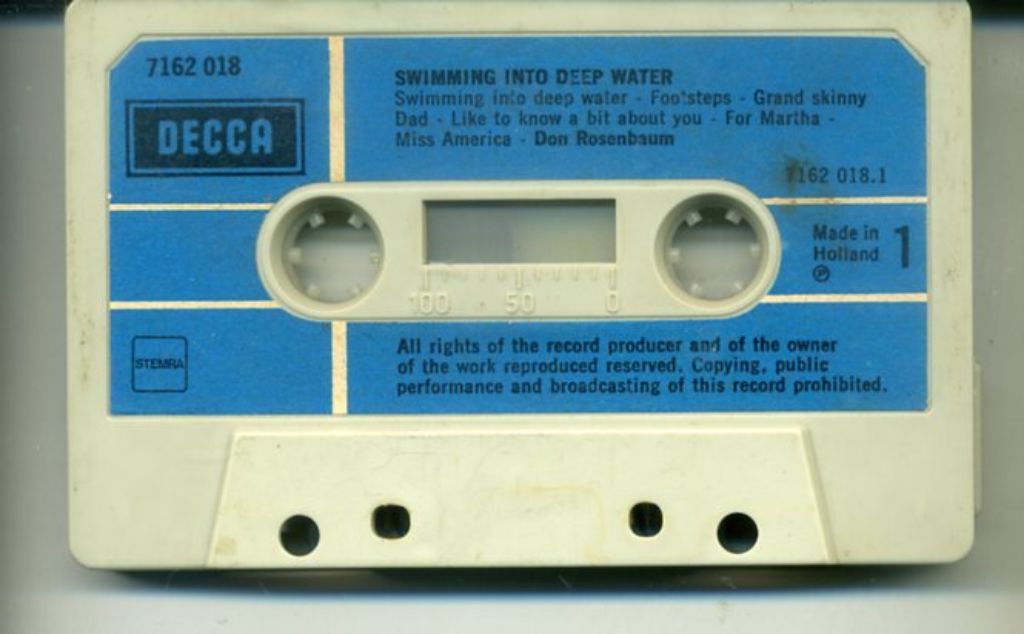 7162 018
DECCA
SWIMMING INTO DEEP WATER
Swimming into deep water - Footsteps - Grand skinny
Dad - Like to know a bit about you - For Martha -
Miss America - Don Rosenbaum
7162 018.1
Made in
Holland
Ⓟ
1
100 50 0
STEMRA
All rights of the record producer and of the owner
of the work reproduced reserved. Copying, public
performance and broadcasting of this record prohibited.